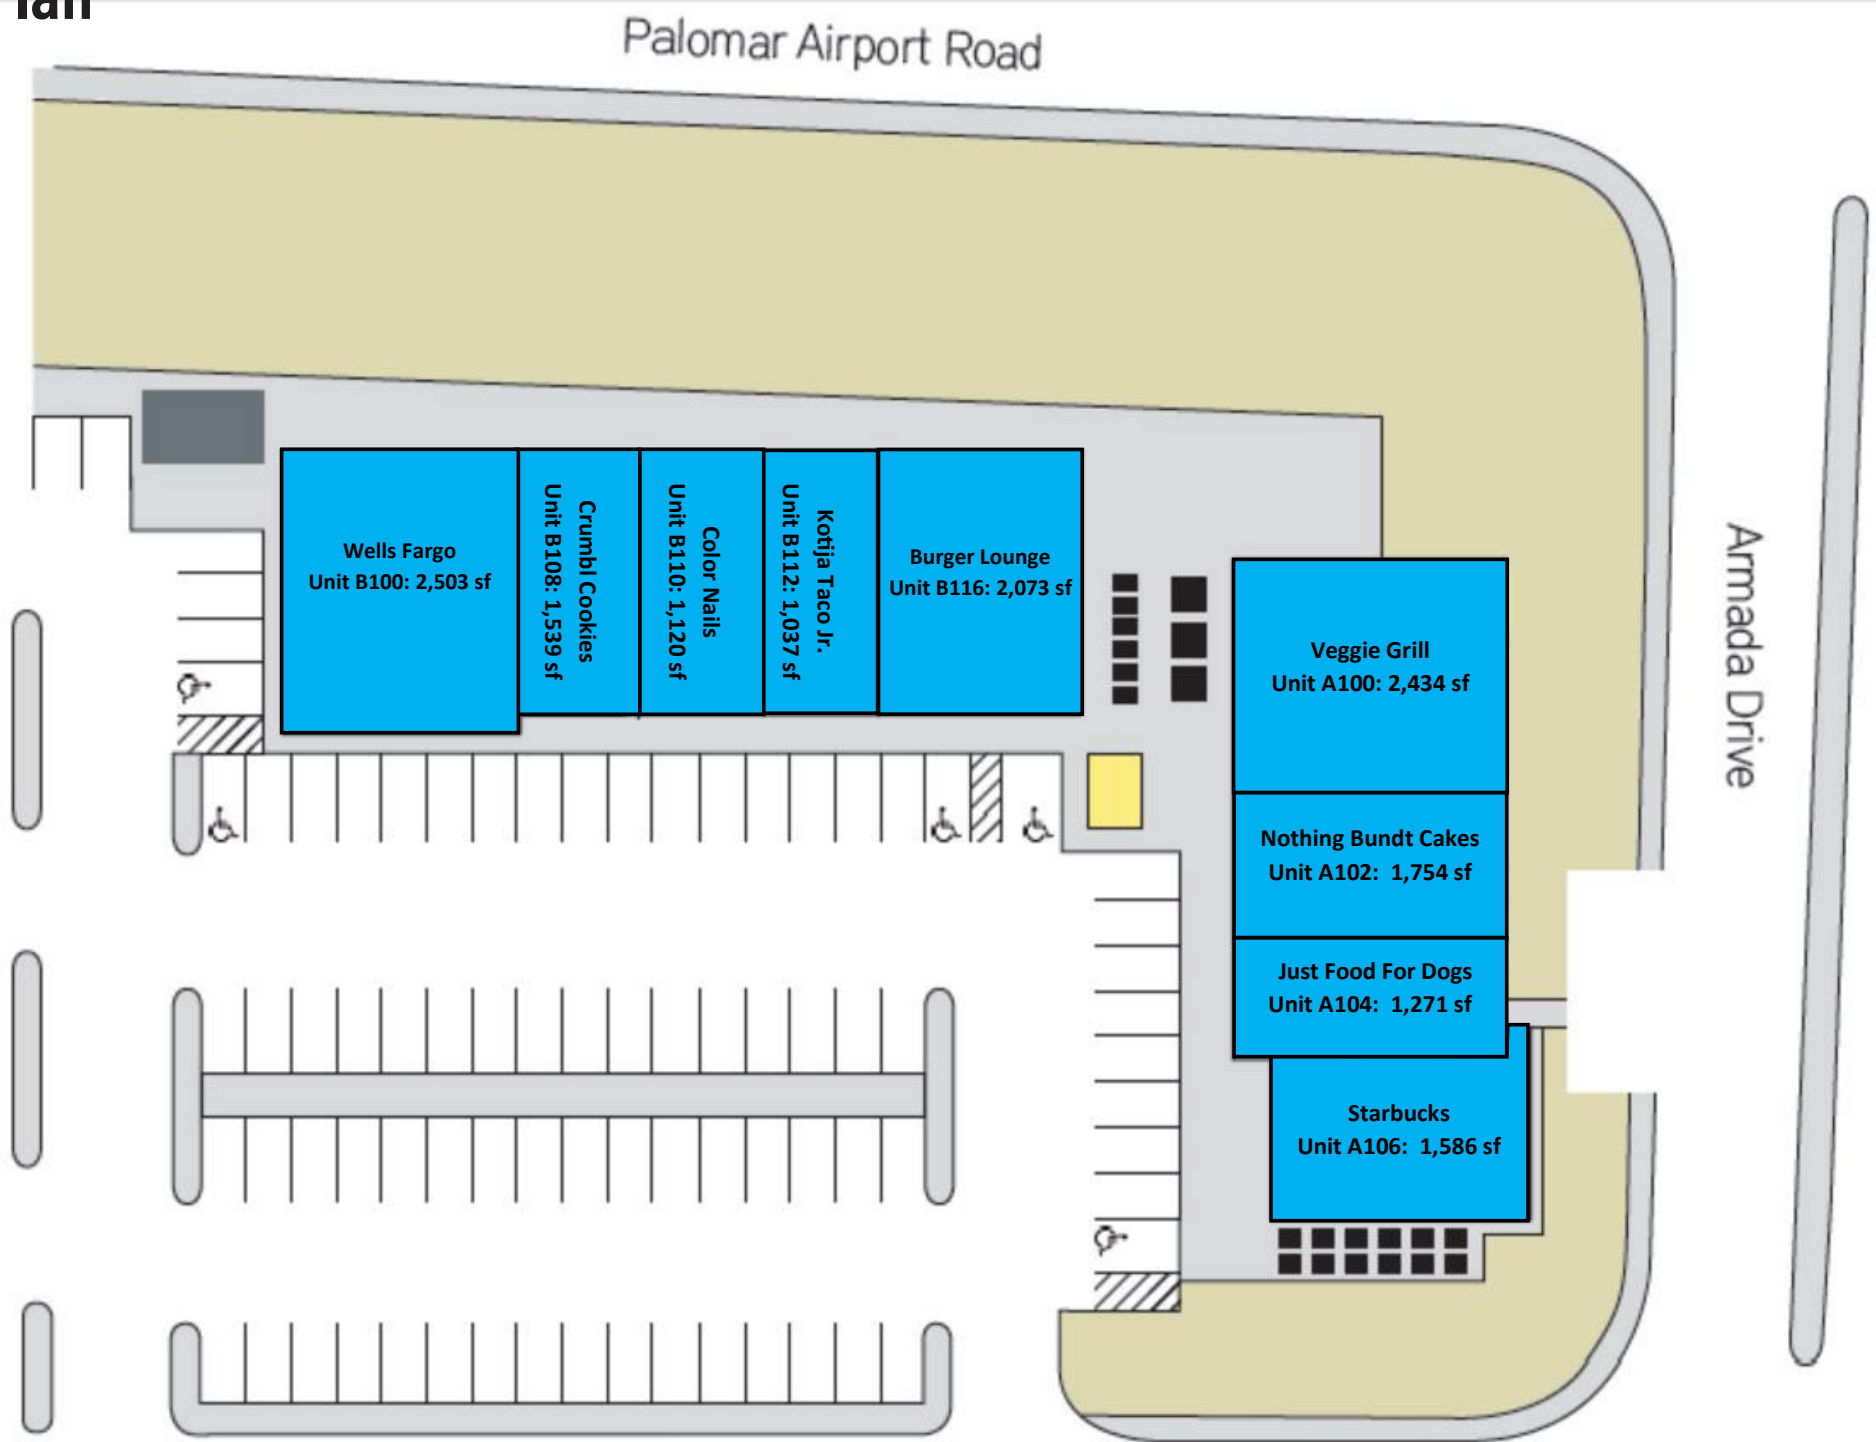 Palomar Airport Road
Wells Fargo
Unit B100: 2,503 sf
Crumbl Cookies
Unit B108: 1,539 sf
Color Nails
Unit B110: 1,120 sf
Kotija Taco Jr.
Unit B112: 1,037 sf
Burger Lounge
Unit B116: 2,073 sf
Veggie Grill
Unit A100: 2,434 sf
Armada Drive
Nothing Bundt Cakes
Unit A102: 1,754 sf
Just Food For Dogs
Unit A104: 1,271 sf
Starbucks
Unit A106: 1,586 sf